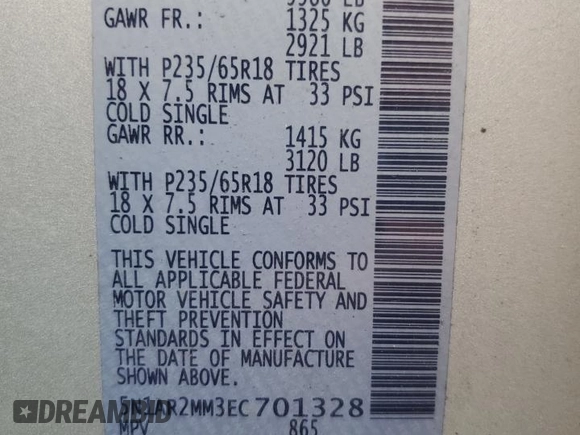 GAWR FR.: 1325 KG
2921 LB
WITH P235/65R18 TIRES
18 X 7.5 RIMS AT 33 PSI
COLD SINGLE
GAWR RR.: 1415 KG
3120 LB
WITH P235/65R18 TIRES
18 X 7.5 RIMS AT 33 PSI
COLD SINGLE
THIS VEHICLE CONFORMS TO
ALL APPLICABLE FEDERAL
MOTOR VEHICLE SAFETY AND
THEFT PREVENTION
STANDARDS IN EFFECT ON
THE DATE OF MANUFACTURE
SHOWN ABOVE.
5N1AR2MM3EC701328
MPV 865
DREAMBID